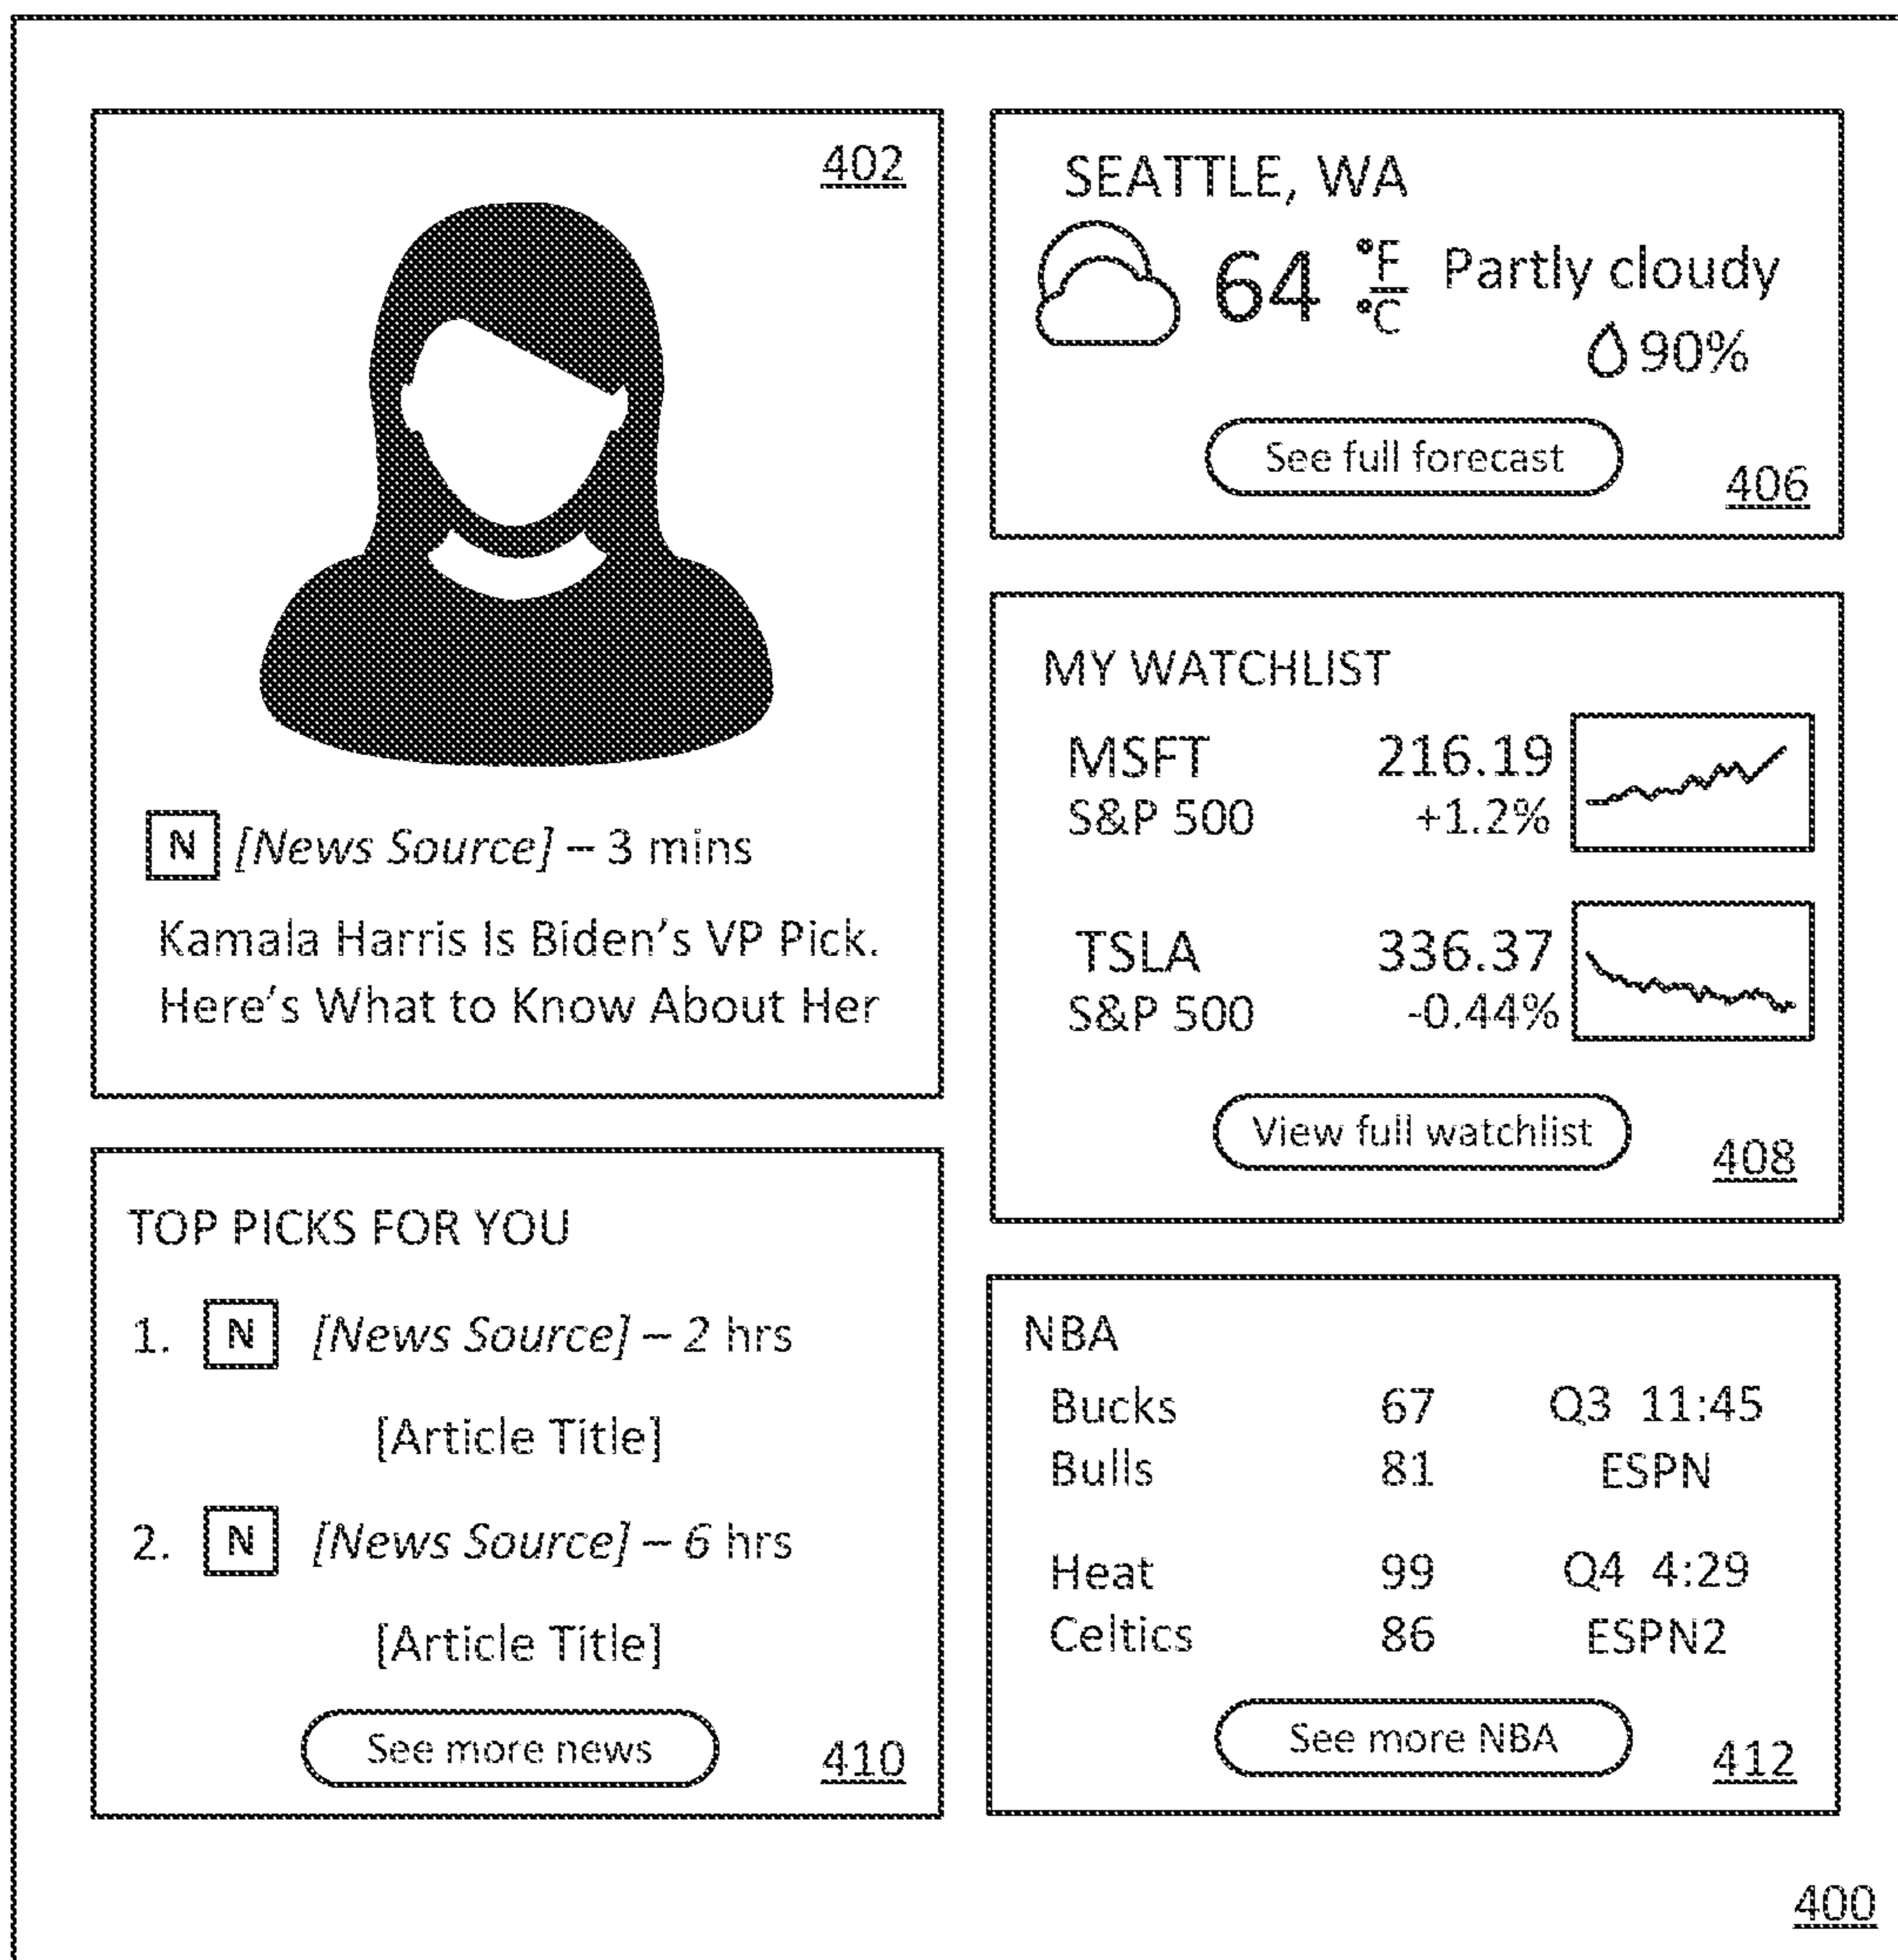 402
N [News Source] – 3 mins
Kamala Harris Is Biden's VP Pick.
Here's What to Know About Her
SEATTLE, WA
64 °F °C Partly cloudy
90%
See full forecast
406
MY WATCHLIST
MSFT 216.19
S&P 500 +1.2%
TSLA 336.37
S&P 500 -0.44%
View full watchlist
408
TOP PICKS FOR YOU
1. N [News Source] – 2 hrs
[Article Title]
2. N [News Source] – 6 hrs
[Article Title]
See more news
410
NBA
Bucks 67 Q3 11:45
Bulls 81 ESPN
Heat 99 Q4 4:29
Celtics 86 ESPN2
See more NBA
412
400